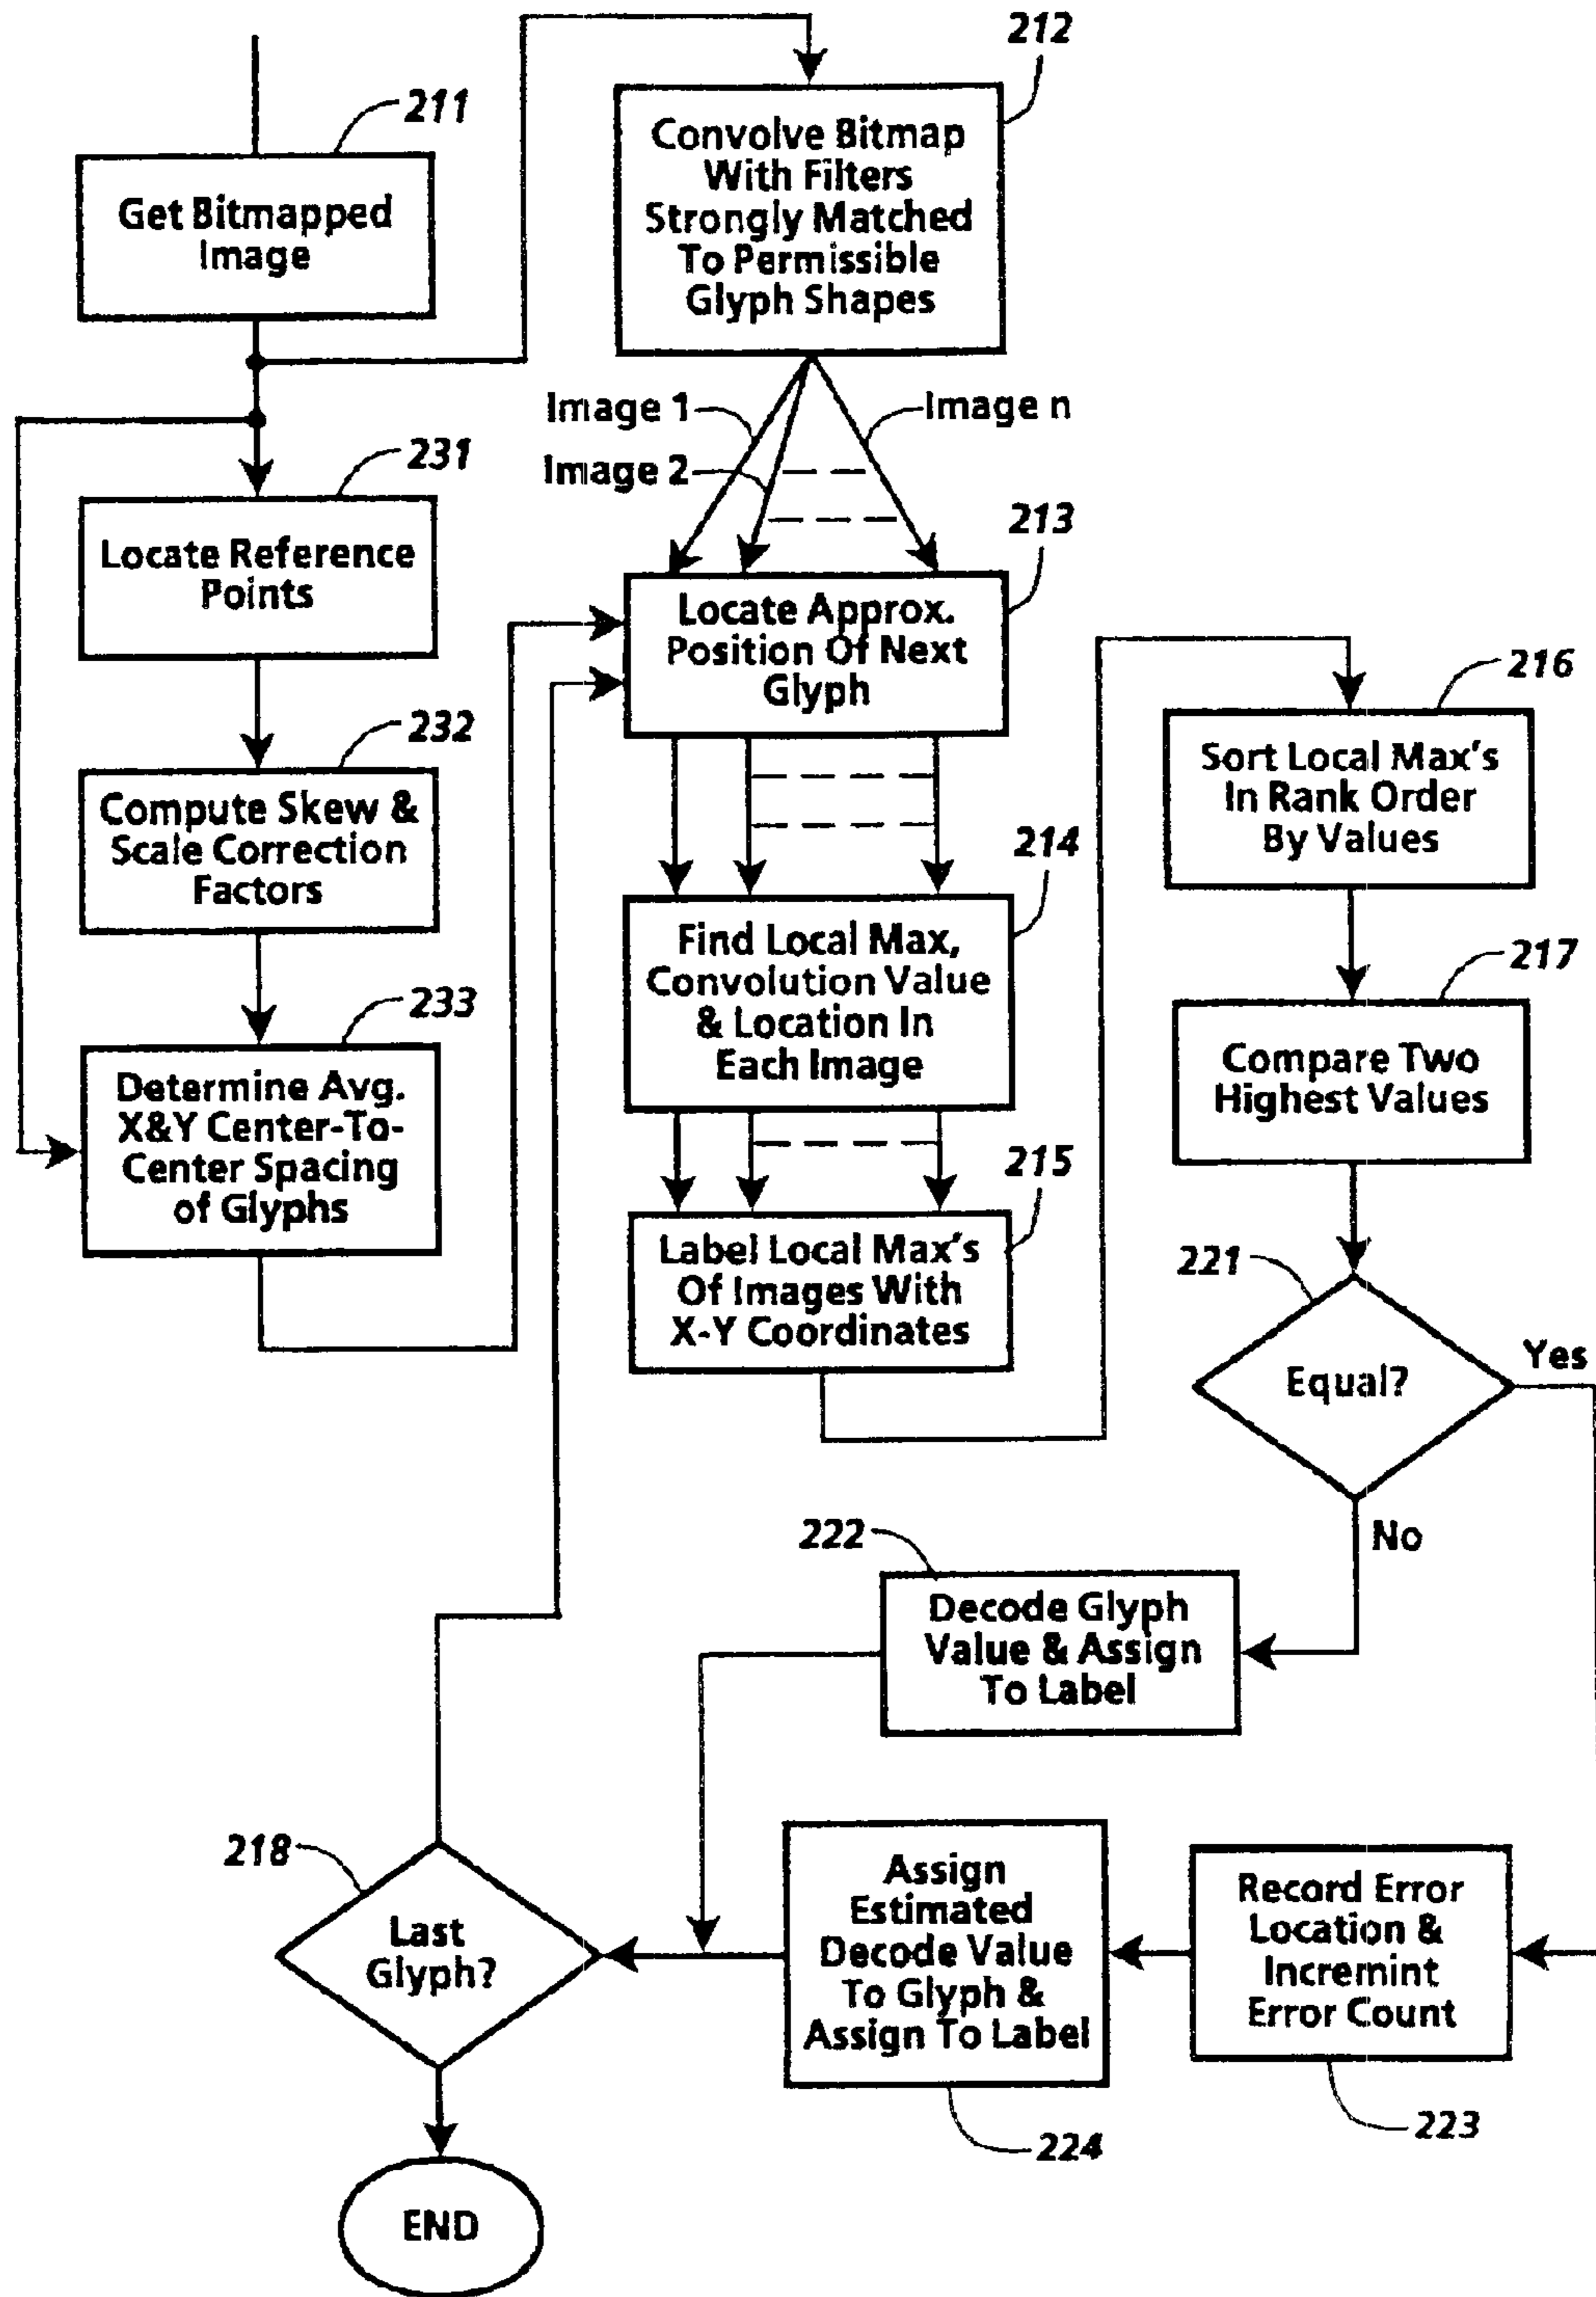 211
Get Bitmapped
Image
231
Locate Reference
Points
232
Compute Skew &
Scale Correction
Factors
233
Determine Avg.
X&Y Center-To-
Center Spacing
of Glyphs
212
Convolve Bitmap
With Filters
Strongly Matched
To Permissible
Glyph Shapes
Image 1
Image n
Image 2
213
Locate Approx.
Position Of Next
Glyph
214
Find Local Max,
Convolution Value
& Location In
Each Image
215
Label Local Max's
Of Images With
X-Y Coordinates
216
Sort Local Max's
In Rank Order
By Values
217
Compare Two
Highest Values
221
Equal?
Yes
No
222
Decode Glyph
Value & Assign
To Label
Record Error
Location &
Incremint
Error Count
223
Assign
Estimated
Decode Value
To Glyph &
Assign To Label
224
218
Last
Glyph?
END